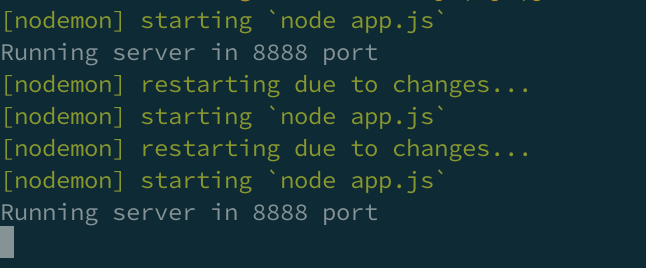 [nodemon] starting `node app.js`
Running server in 8888 port
[nodemon] restarting due to changes...
[nodemon] starting `node app.js`
[nodemon] restarting due to changes...
[nodemon] starting `node app.js`
Running server in 8888 port